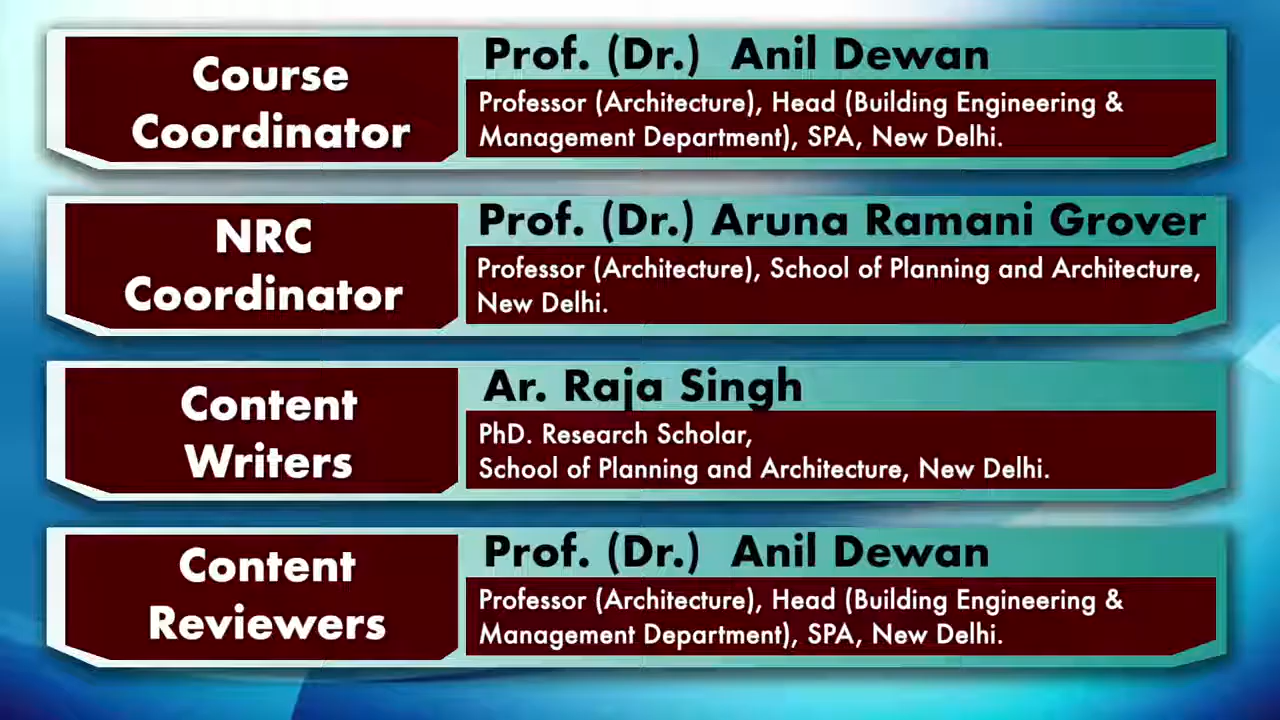 Course
Coordinator
Prof. (Dr.)  Anil Dewan
Professor (Architecture), Head (Building Engineering &
Management Department), SPA, New Delhi.
NRC
Coordinator
Prof. (Dr.) Aruna Ramani Grover
Professor (Architecture), School of Planning and Architecture,
New Delhi.
Content
Writers
Ar. Raja Singh
PhD. Research Scholar,
School of Planning and Architecture, New Delhi.
Content
Reviewers
Prof. (Dr.)  Anil Dewan
Professor (Architecture), Head (Building Engineering &
Management Department), SPA, New Delhi.